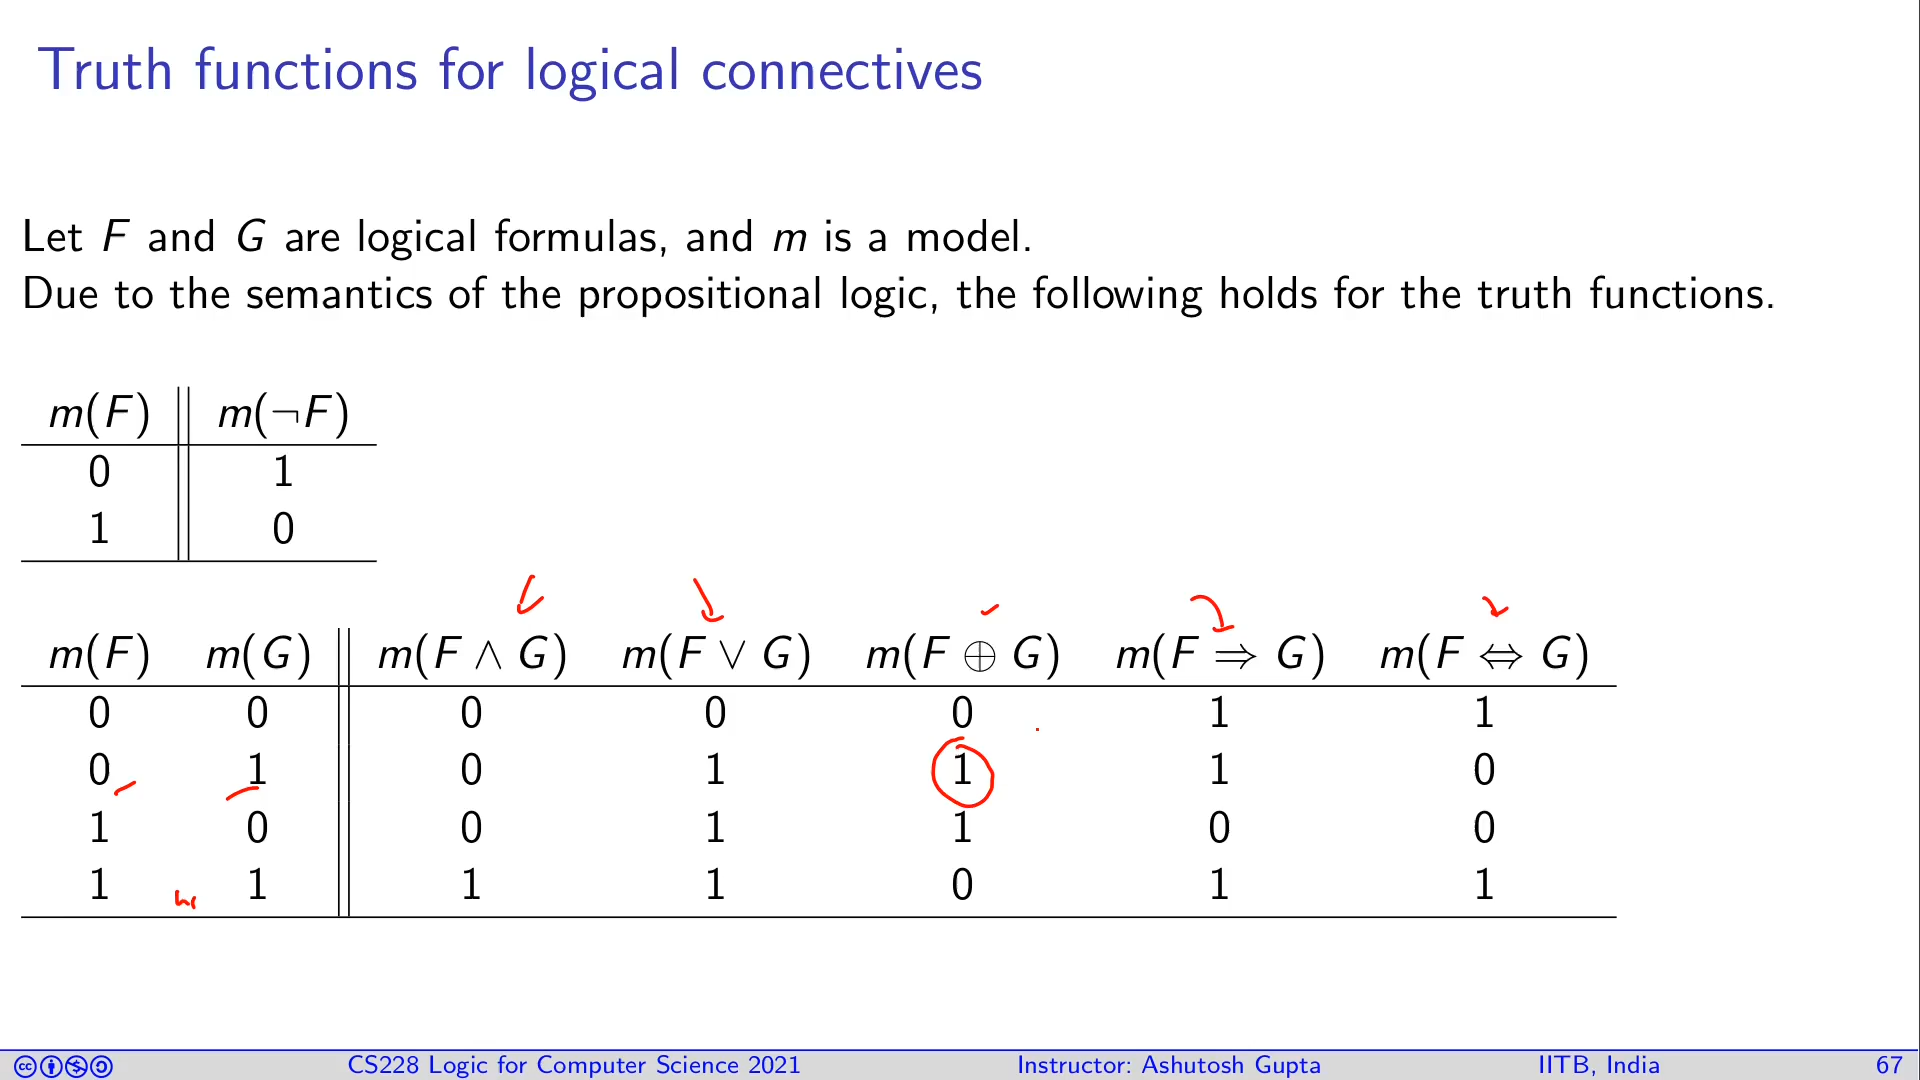 Truth functions for logical connectives
Let F and G are logical formulas, and m is a model.
Due to the semantics of the propositional logic, the following holds for the truth functions.
m(F) m(¬F)
0 1
1 0
m(F) m(G) m(F ∧ G) m(F ∨ G) m(F ⊕ G) m(F ⇒ G) m(F ⇔ G)
0 0 0 0 0 1 1
0 1 0 1 1 1 0
1 0 0 1 1 0 0
1 1 1 1 0 1 1
CS228 Logic for Computer Science 2021 Instructor: Ashutosh Gupta IITB, India 67